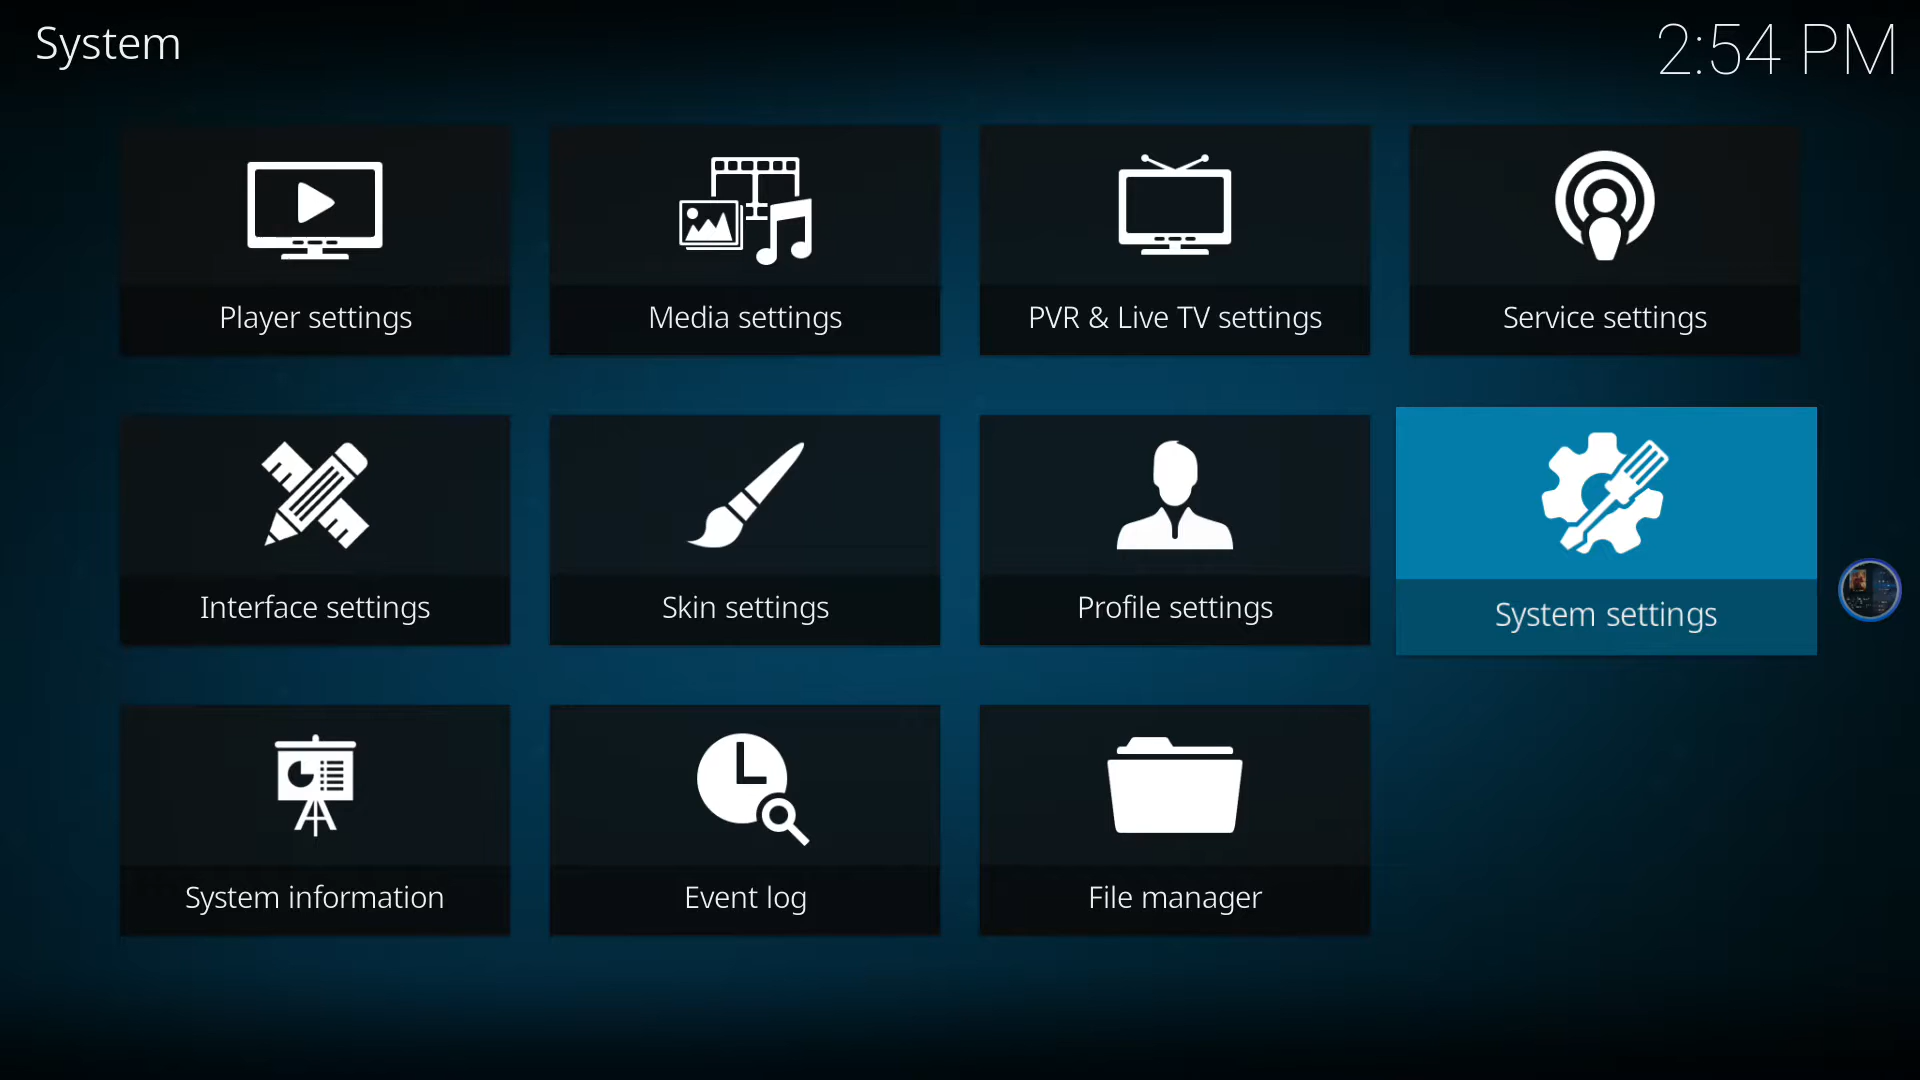 System
2:54 PM
Player settings
Media settings
PVR & Live TV settings
Service settings
Interface settings
Skin settings
Profile settings
System settings
System information
Event log
File manager